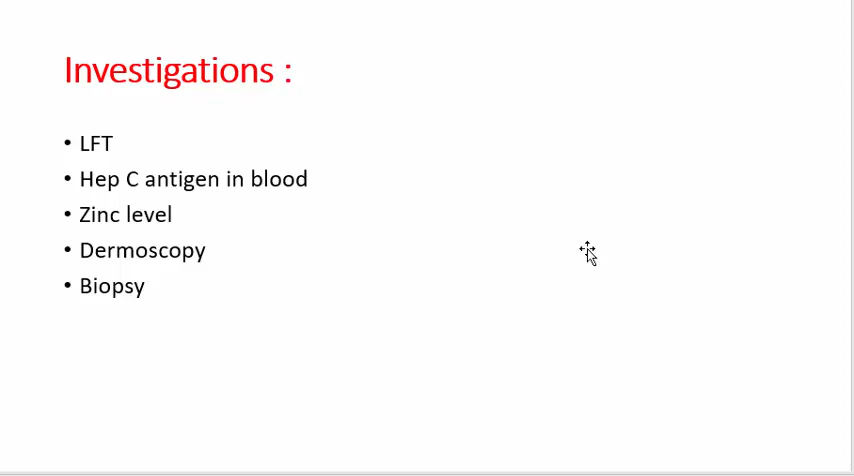 Investigations :
• LFT
• Hep C antigen in blood
• Zinc level
• Dermoscopy
• Biopsy